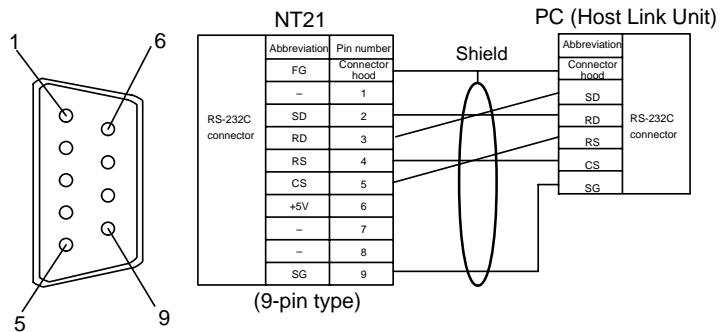 NT21
PC (Host Link Unit)
1
6
5
9
RS-232C
connector
Abbreviation Pin number
FG Connector
hood
– 1
SD 2
RD 3
RS 4
CS 5
+5V 6
– 7
– 8
SG 9
(9-pin type)
Shield
Abbreviation
Connector
hood
SD
RD
RS
CS
SG
RS-232C
connector